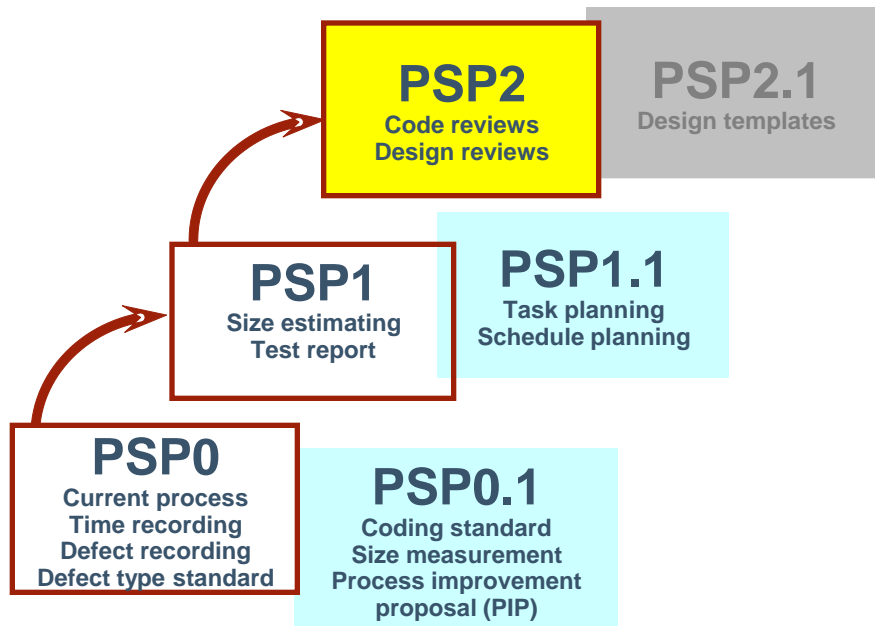 PSP2
Code reviews
Design reviews
PSP2.1
Design templates
PSP1
Size estimating
Test report
PSP1.1
Task planning
Schedule planning
PSP0
Current process
Time recording
Defect recording
Defect type standard
PSP0.1
Coding standard
Size measurement
Process improvement
proposal (PIP)